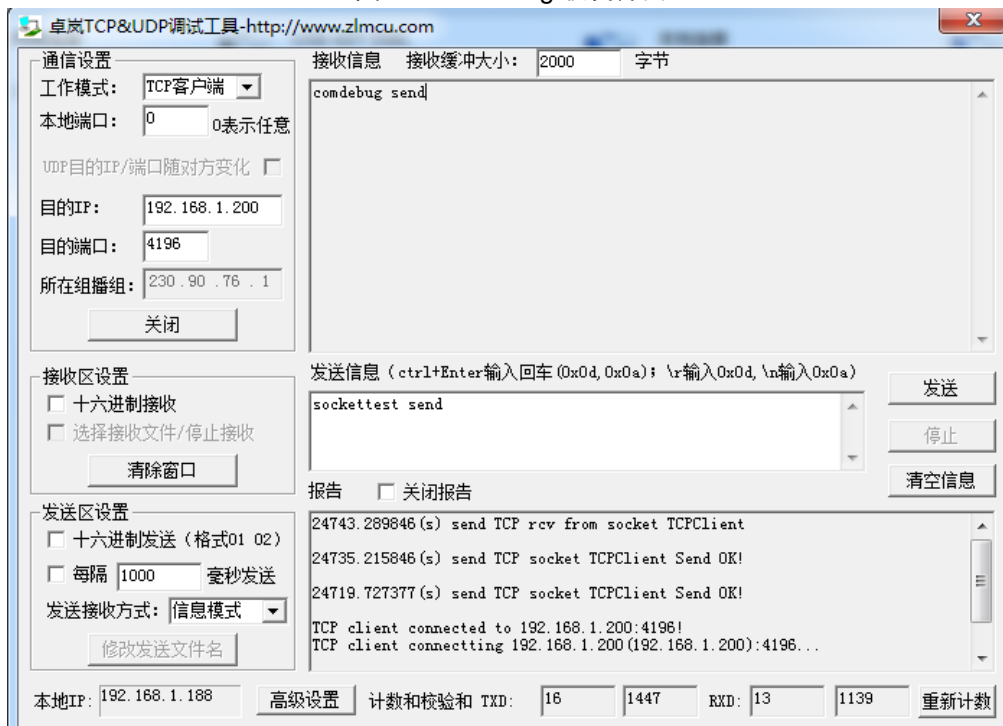 卓岚TCP&UDP调试工具-http://www.zlmcu.com
通信设置
工作模式: TCP客户端
本地端口: 0 0表示任意
UDP目的IP/端口随对方变化
目的IP: 192.168.1.200
目的端口: 4196
所在组播组: 230 .90 .76 . 1
关闭
接收区设置
十六进制接收
选择接收文件/停止接收
清除窗口
发送区设置
十六进制发送(格式01 02)
每隔 1000 毫秒发送
发送接收方式: 信息模式
修改发送文件名
接收信息 接收缓冲大小: 2000 字节
comdebug send
发送信息(ctrl+Enter输入回车(0x0d,0x0a); \r输入0x0d,\n输入0x0a)
sockettest send
发送
停止
清空信息
报告 关闭报告
24743.289846(s) send TCP rcv from socket TCPClient
24735.215846(s) send TCP socket TCPClient Send OK!
24719.727377(s) send TCP socket TCPClient Send OK!
TCP client connected to 192.168.1.200:4196!
TCP client connectting 192.168.1.200(192.168.1.200):4196...
本地IP: 192.168.1.188 高级设置 计数和校验和 TXD: 16 1447 RXD: 13 1139 重新计数